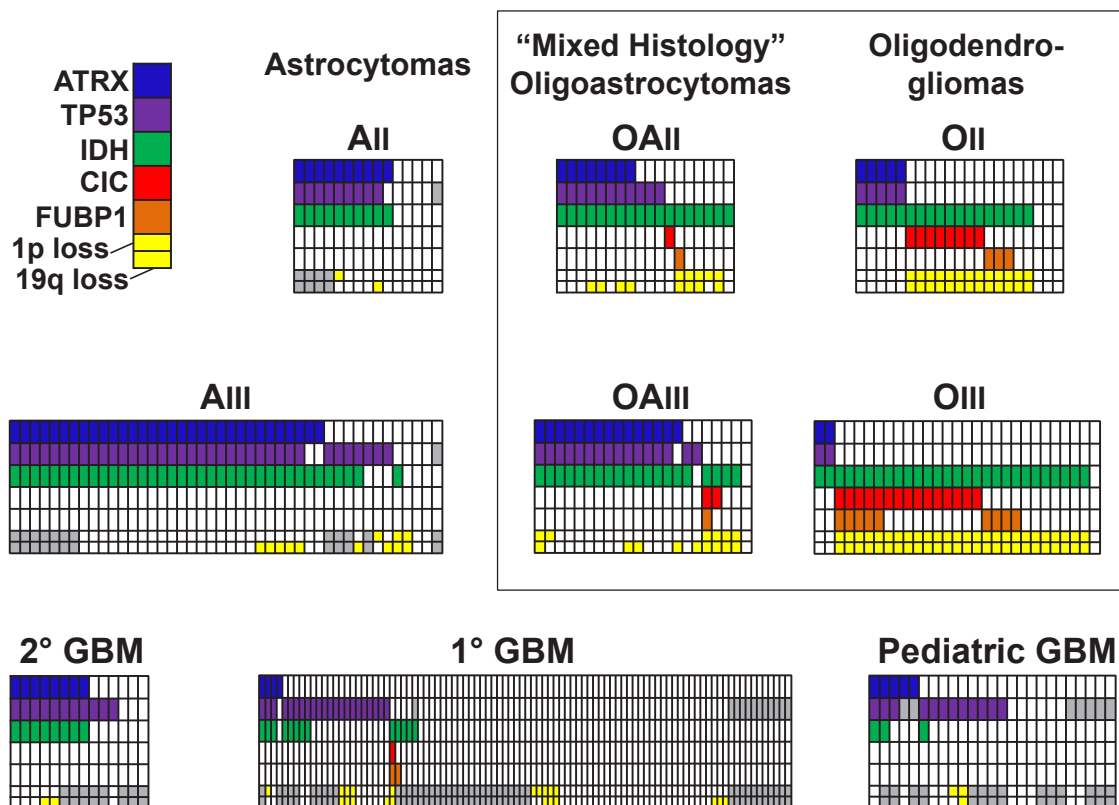 ATRX
TP53
IDH
CIC
FUBP1
1p loss
19q loss
Astrocytomas
“Mixed Histology”
Oligoastrocytomas
Oligodendro-
gliomas
AII
OAII
OII
AIII
OAIII
OIII
2° GBM
1° GBM
Pediatric GBM